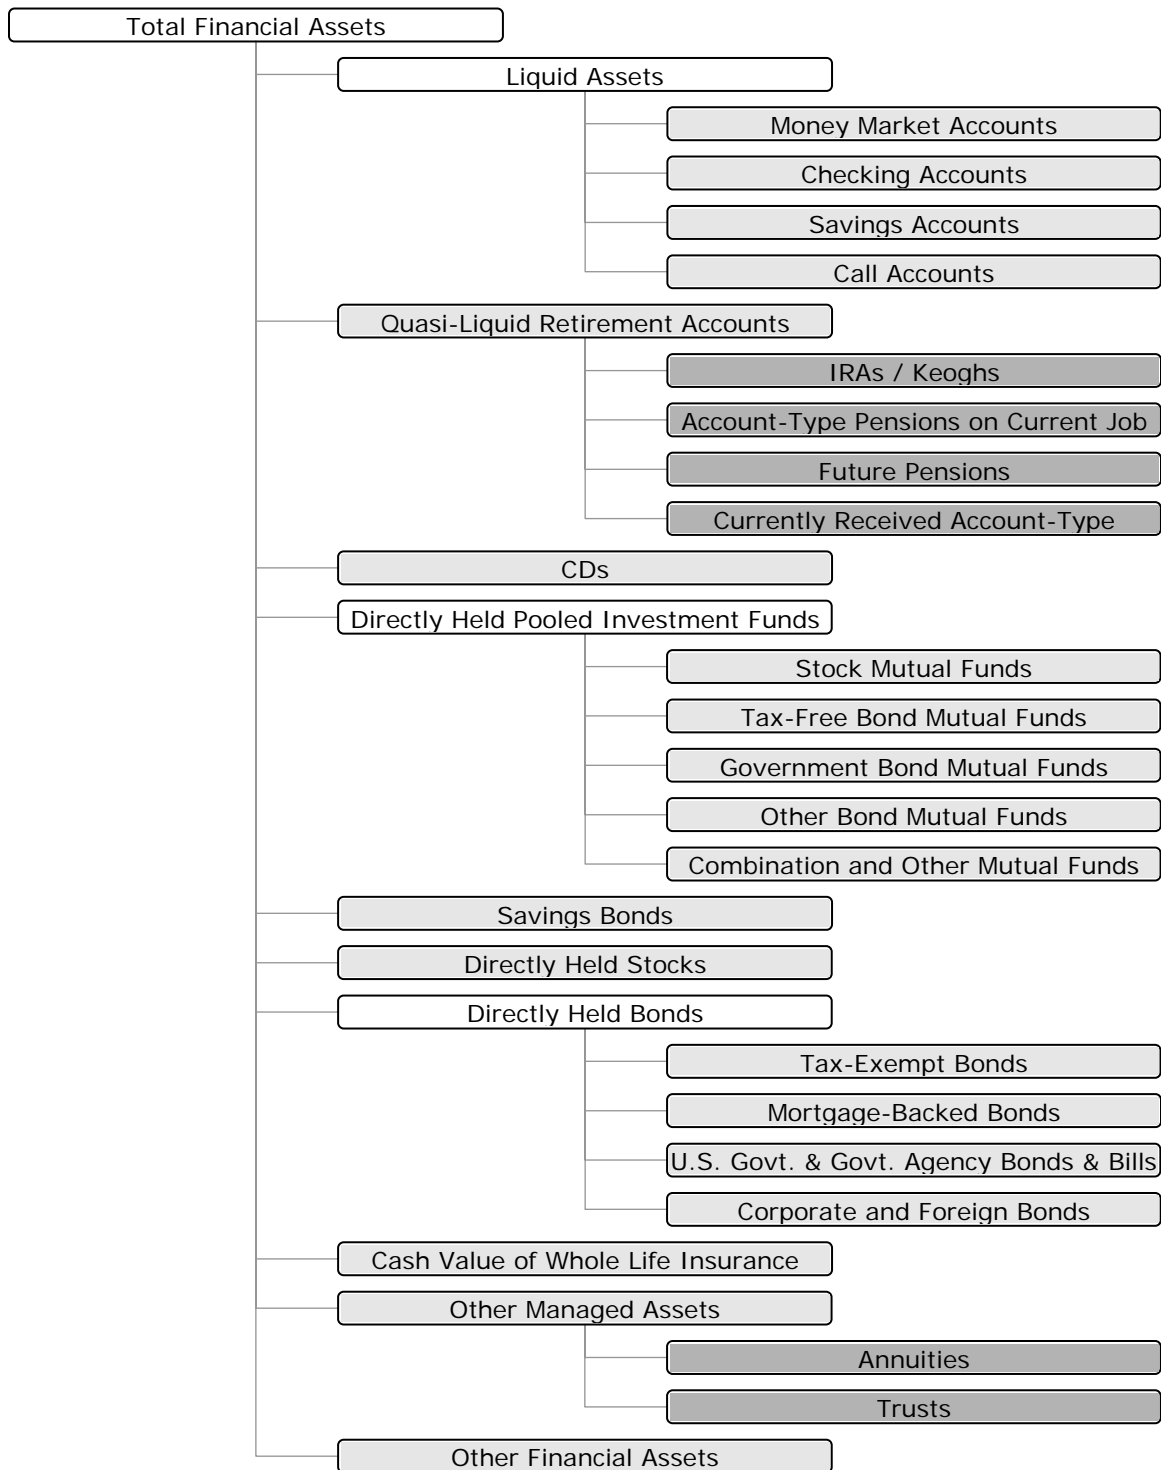 Total Financial Assets
Liquid Assets
Money Market Accounts
Checking Accounts
Savings Accounts
Call Accounts
Quasi-Liquid Retirement Accounts
IRAs / Keoghs
Account-Type Pensions on Current Job
Future Pensions
Currently Received Account-Type
CDs
Directly Held Pooled Investment Funds
Stock Mutual Funds
Tax-Free Bond Mutual Funds
Government Bond Mutual Funds
Other Bond Mutual Funds
Combination and Other Mutual Funds
Savings Bonds
Directly Held Stocks
Directly Held Bonds
Tax-Exempt Bonds
Mortgage-Backed Bonds
U.S. Govt. & Govt. Agency Bonds & Bills
Corporate and Foreign Bonds
Cash Value of Whole Life Insurance
Other Managed Assets
Annuities
Trusts
Other Financial Assets